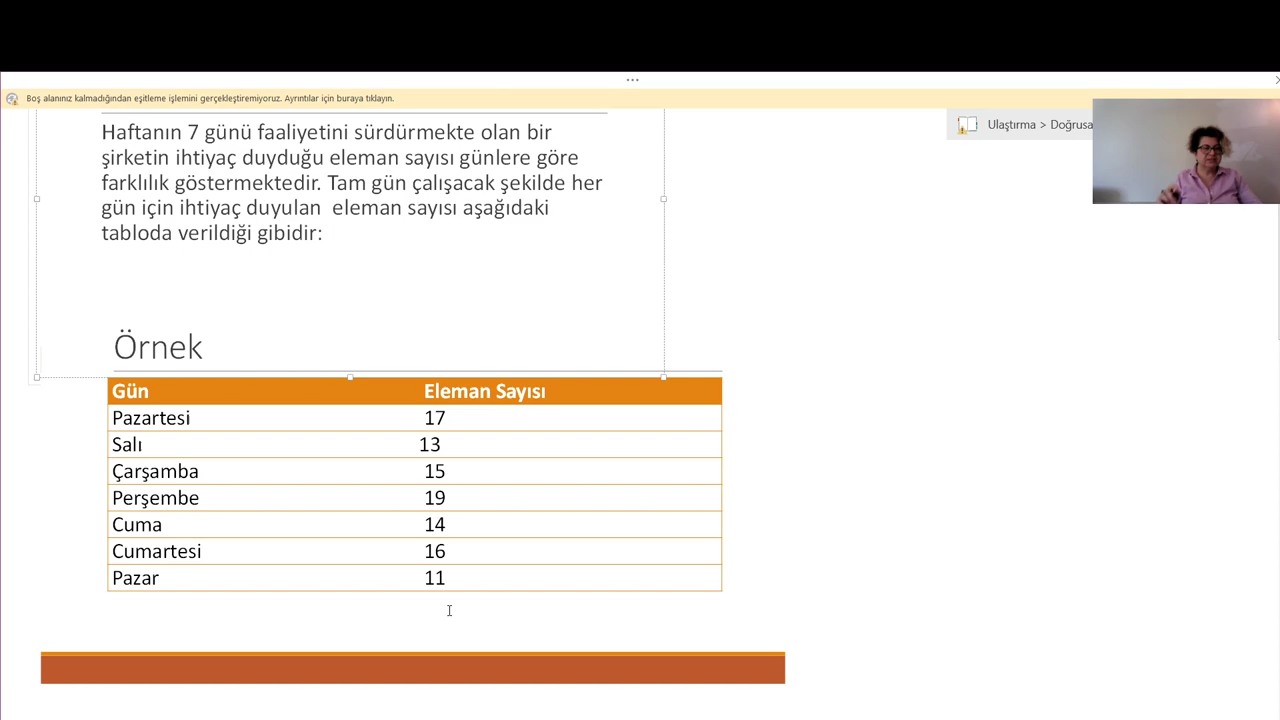 ...
Boş alanınız kalmadığından eşitleme işlemini gerçekleştiremiyoruz. Ayrıntılar için buraya tıklayın.
Ulaştırma > Doğrusa
Haftanın 7 günü faaliyetini sürdürmekte olan bir
şirketin ihtiyaç duyduğu eleman sayısı günlere göre
farklılık göstermektedir. Tam gün çalışacak şekilde her
gün için ihtiyaç duyulan eleman sayısı aşağıdaki
tabloda verildiği gibidir:
Örnek
Gün Eleman Sayısı
Pazartesi 17
Salı 13
Çarşamba 15
Perşembe 19
Cuma 14
Cumartesi 16
Pazar 11